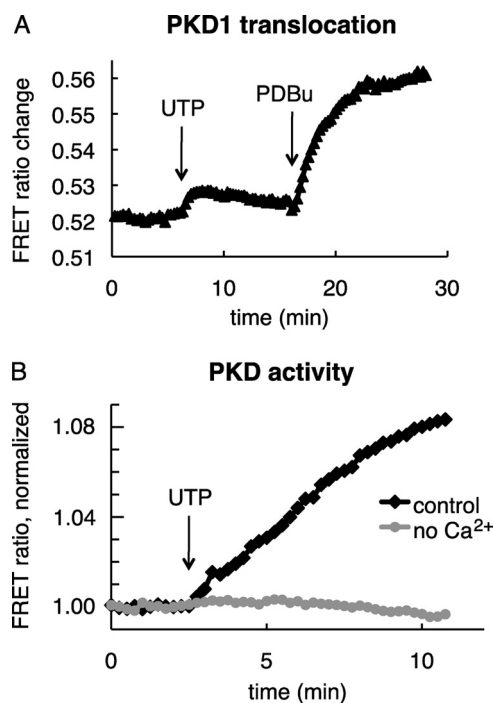 A
PKD1 translocation
FRET ratio change
0.56
0.55
0.53
0.52
0.51
UTP
PDBu
0 10 20 30
time (min)
B
PKD activity
FRET ratio, normalized
1.08
1.04
1.00
UTP
control
no Ca²⁺
0 5 10
time (min)